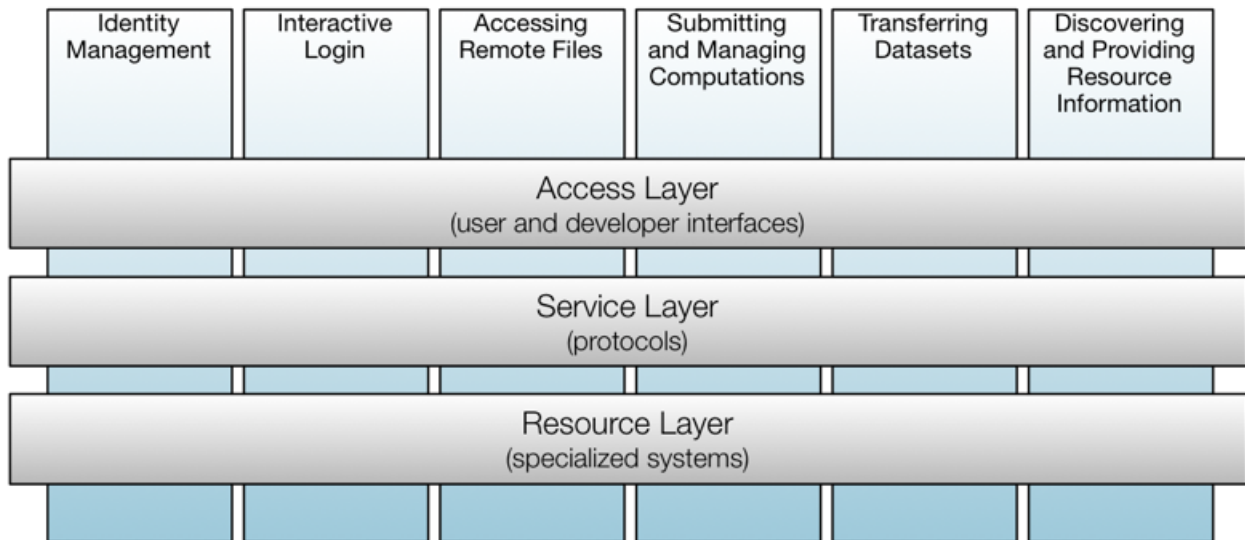 Identity
Management
Interactive
Login
Accessing
Remote Files
Submitting
and Managing
Computations
Transferring
Datasets
Discovering
and Providing
Resource
Information
Access Layer
(user and developer interfaces)
Service Layer
(protocols)
Resource Layer
(specialized systems)